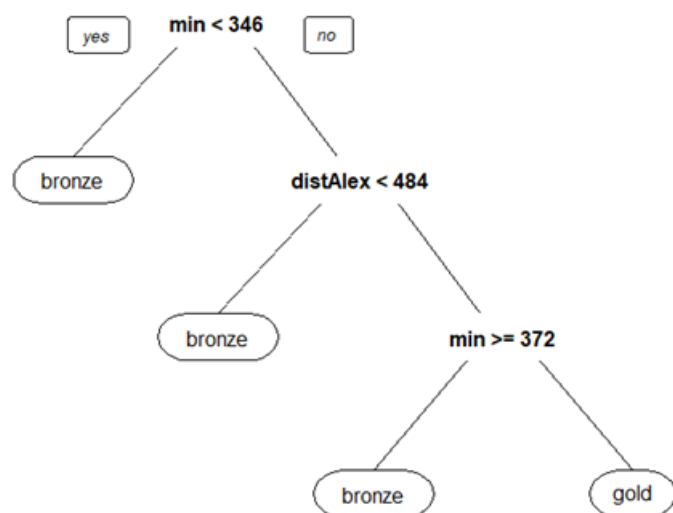 yes
min < 346
no
bronze
distAlex < 484
bronze
min >= 372
bronze
gold